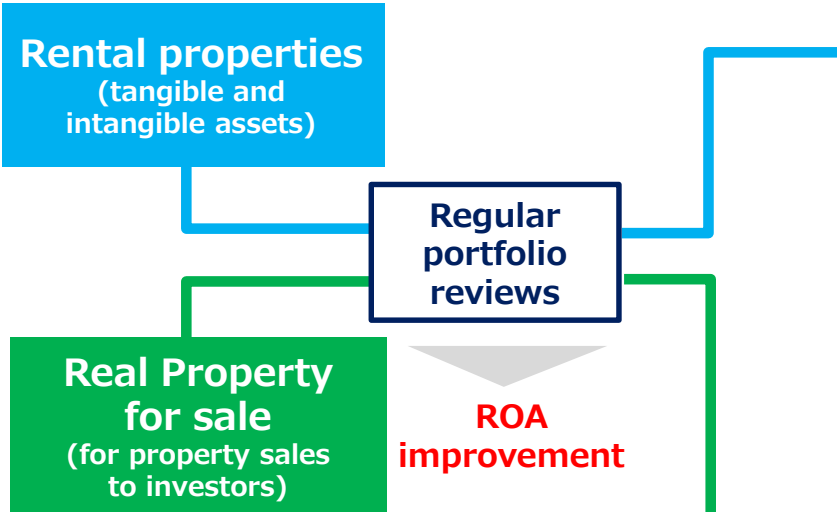 Rental properties
(tangible and
intangible assets)
Regular
portfolio
reviews
Real Property
for sale
(for property sales
to investors)
ROA
improvement